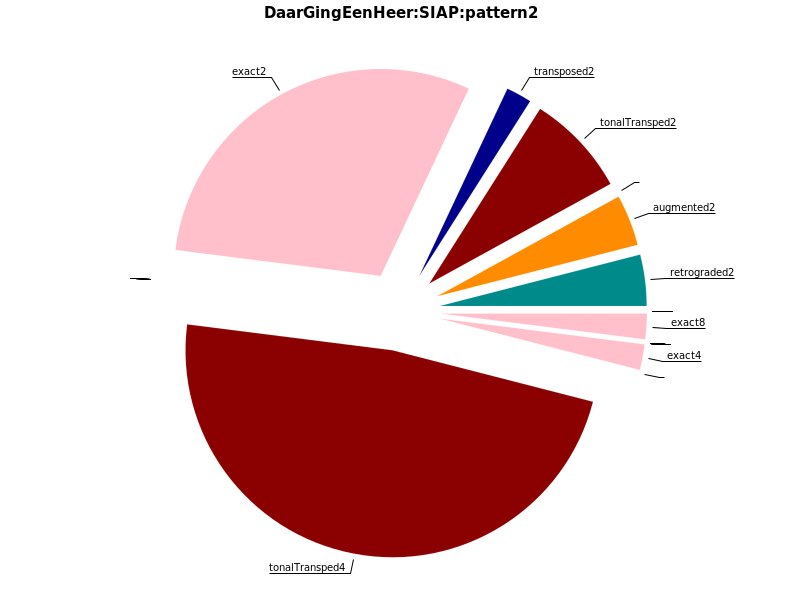 DaarGingEenHeer:SIAP:pattern2
exact2
transposed2
tonalTransped2
augmented2
retrograded2
exact8
exact4
tonalTransped4